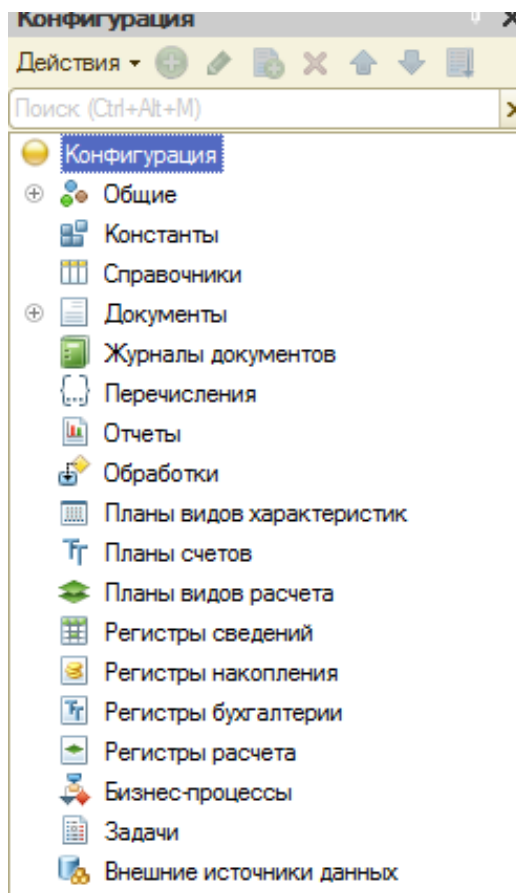 Конфигурация
Действия
Поиск (Ctrl+Alt+M)
Конфигурация
Общие
Константы
Справочники
Документы
Журналы документов
Перечисления
Отчеты
Обработки
Планы видов характеристик
Планы счетов
Планы видов расчета
Регистры сведений
Регистры накопления
Регистры бухгалтерии
Регистры расчета
Бизнес-процессы
Задачи
Внешние источники данных